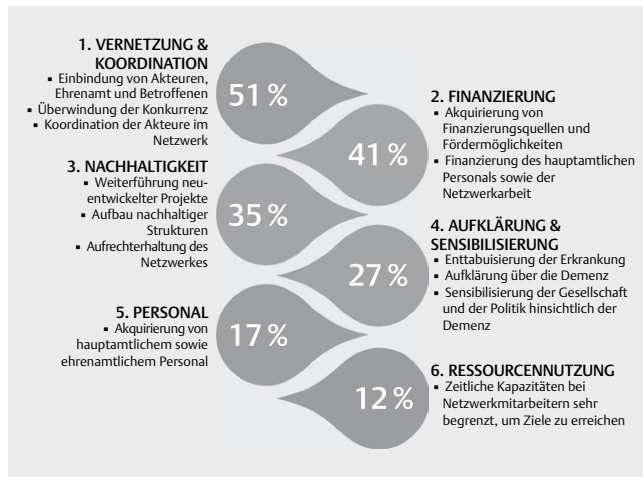 1. VERNETZUNG &
KOORDINATION
▪ Einbindung von Akteuren,
Ehrenamt und Betroffenen
▪ Überwindung der Konkurrenz
▪ Koordination der Akteure im
Netzwerk
51 %
2. FINANZIERUNG
▪ Akquirierung von
Finanzierungsquellen und
Fördermöglichkeiten
▪ Finanzierung des hauptamtlichen
Personals sowie der
Netzwerkarbeit
41 %
3. NACHHALTIGKEIT
▪ Weiterführung neu-
entwickelter Projekte
▪ Aufbau nachhaltiger
Strukturen
▪ Aufrechterhaltung des
Netzwerkes
35 %
4. AUFKLÄRUNG &
SENSIBILISIERUNG
▪ Enttabuisierung der Erkrankung
▪ Aufklärung über die Demenz
▪ Sensibilisierung der Gesellschaft
und der Politik hinsichtlich der
Demenz
27 %
5. PERSONAL
▪ Akquirierung von
hauptamtlichem sowie
ehrenamtlichem Personal
17 %
6. RESSOURCENNUTZUNG
▪ Zeitliche Kapazitäten bei
Netzwerkmitarbeitern sehr
begrenzt, um Ziele zu erreichen
12 %